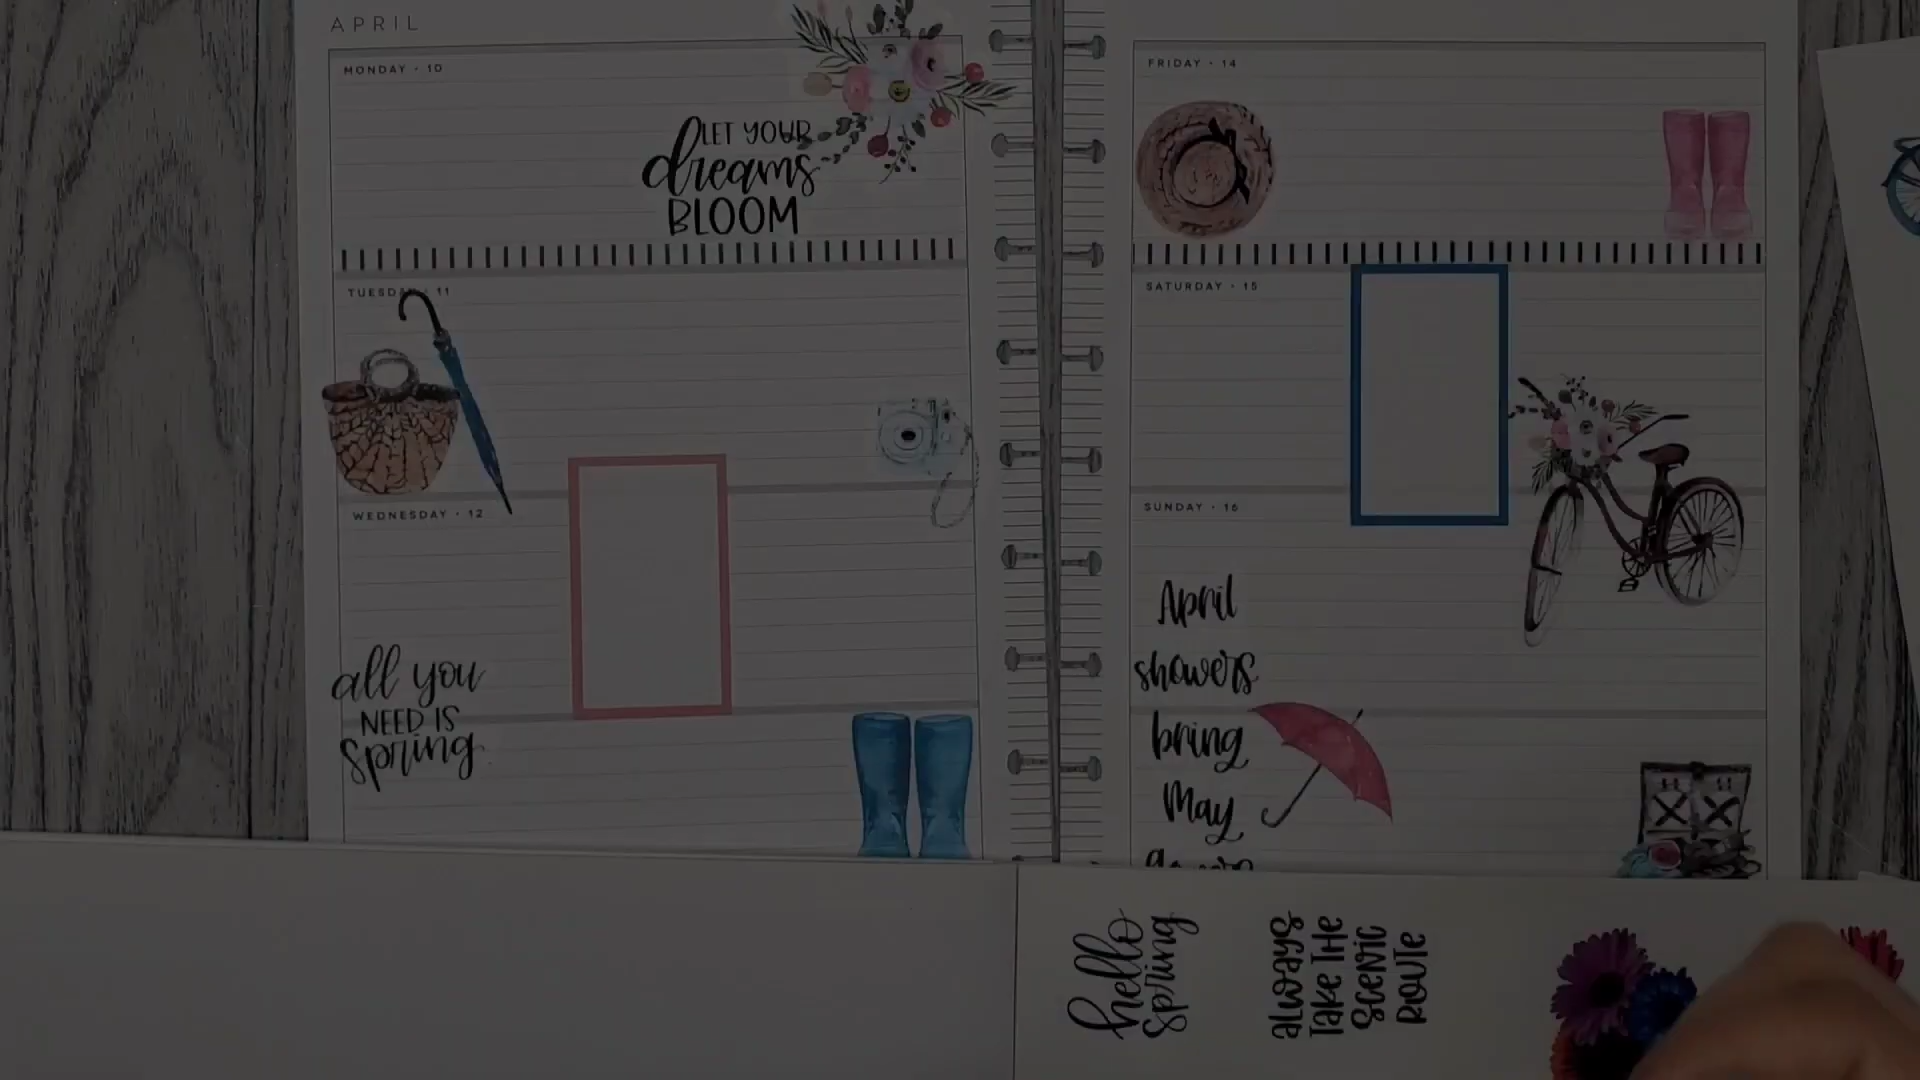 APRIL
MONDAY · 10
LET YOUR
dreams
BLOOM
TUESDAY · 11
WEDNESDAY · 12
all you
NEED IS
Spring
FRIDAY · 14
SATURDAY · 15
SUNDAY · 16
April
showers
bring
May
hello
Spring
always
Take THE
Scenic
ROUTE